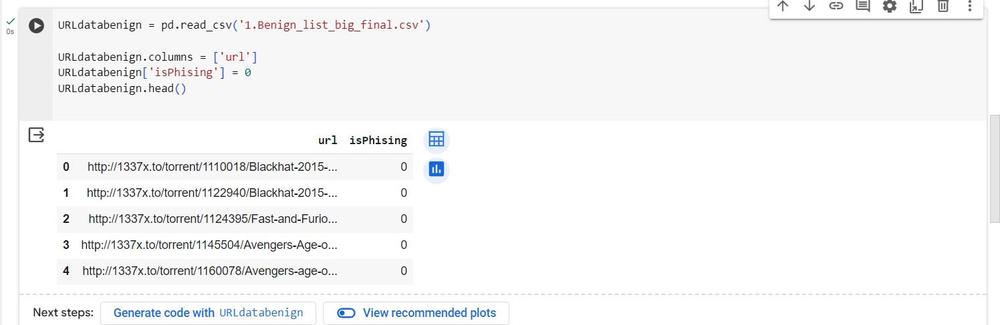 URLdatabenign = pd.read_csv('1.Benign_list_big_final.csv')
0s
URLdatabenign.columns = ['url']
URLdatabenign['isPhising'] = 0
URLdatabenign.head()
url isPhising
0 http://1337x.to/torrent/1110018/Blackhat-2015-... 0
1 http://1337x.to/torrent/1122940/Blackhat-2015-... 0
2 http://1337x.to/torrent/1124395/Fast-and-Furio... 0
3 http://1337x.to/torrent/1145504/Avengers-Age-o... 0
4 http://1337x.to/torrent/1160078/Avengers-age-o... 0
Next steps: Generate code with URLdatabenign View recommended plots